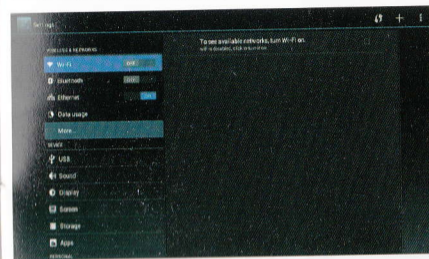 Settings
WIRELESS & NETWORKS
Wi-Fi OFF
Bluetooth OFF
Ethernet ON
Data usage
More...
DEVICE
USB
Sound
Display
Screen
Storage
Apps
PERSONAL
To see available networks, turn Wi-Fi on.